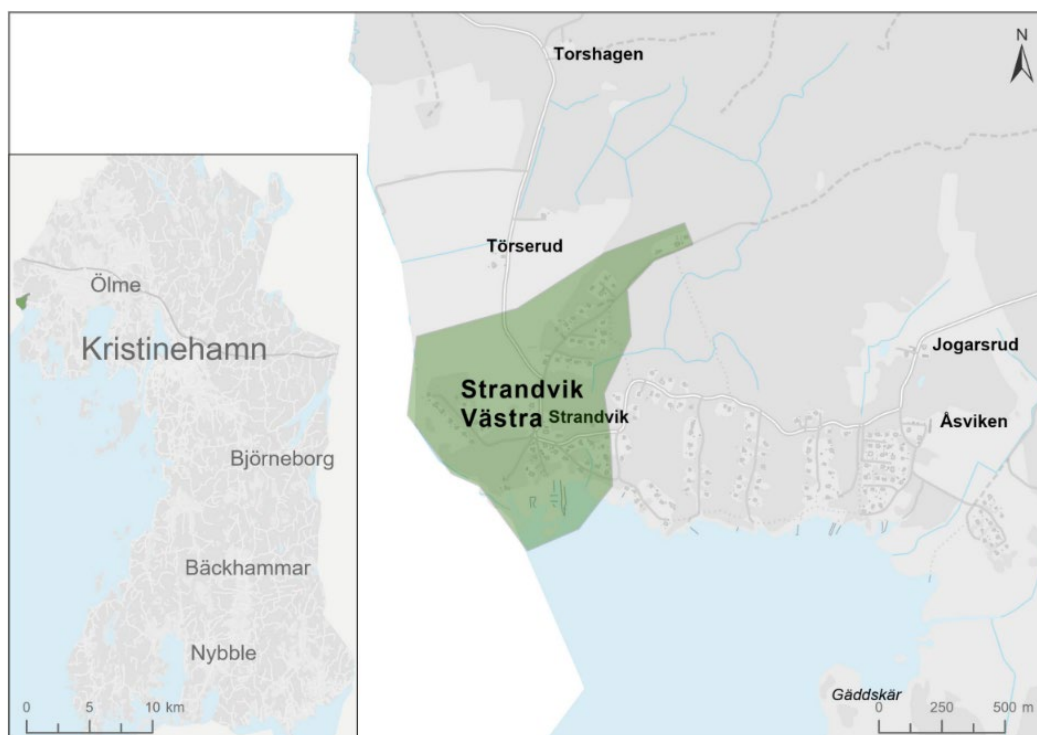 Torshagen
N
Törserud
Ölme
Kristinehamn
Jogarsrud
Strandvik
Västra
Strandvik
Åsviken
Björneborg
Bäckhammar
Nybble
Gäddskär
0 5 10 km
0 250 500 m